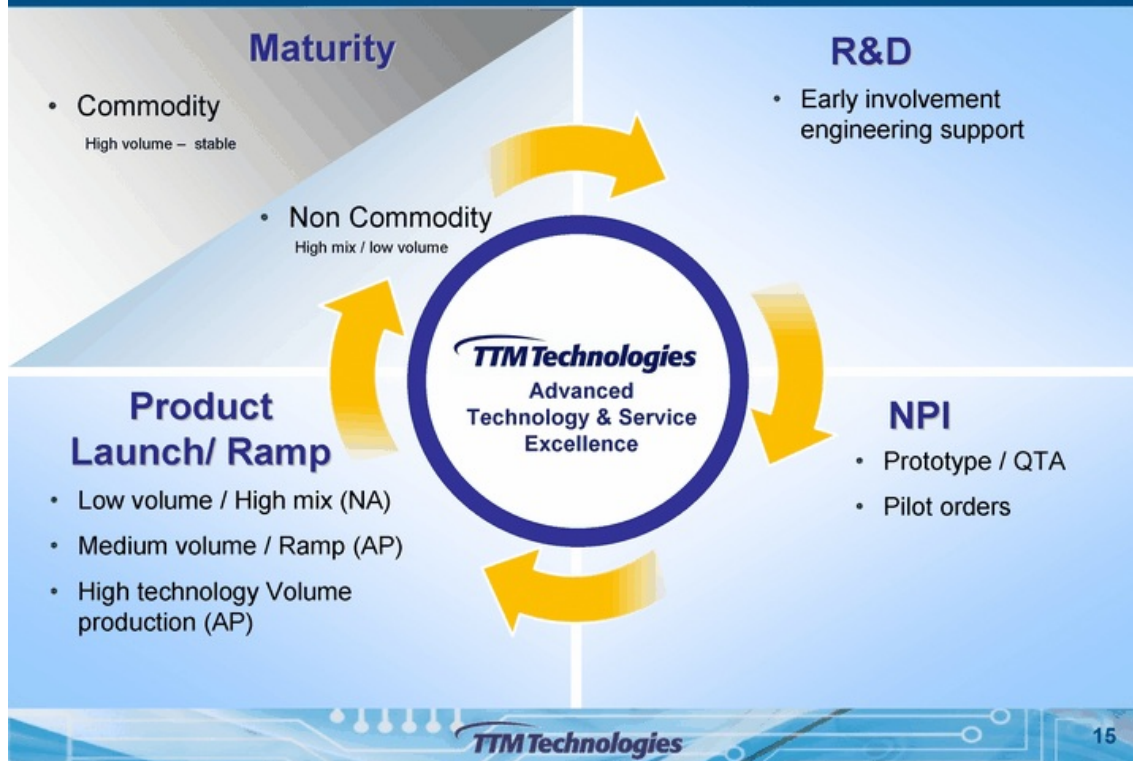 Maturity
• Commodity
High volume – stable
• Non Commodity
High mix / low volume
R&D
• Early involvement
engineering support
TTM Technologies
Advanced
Technology & Service
Excellence
Product
Launch/ Ramp
• Low volume / High mix (NA)
• Medium volume / Ramp (AP)
• High technology Volume
production (AP)
NPI
• Prototype / QTA
• Pilot orders
TTM Technologies
15